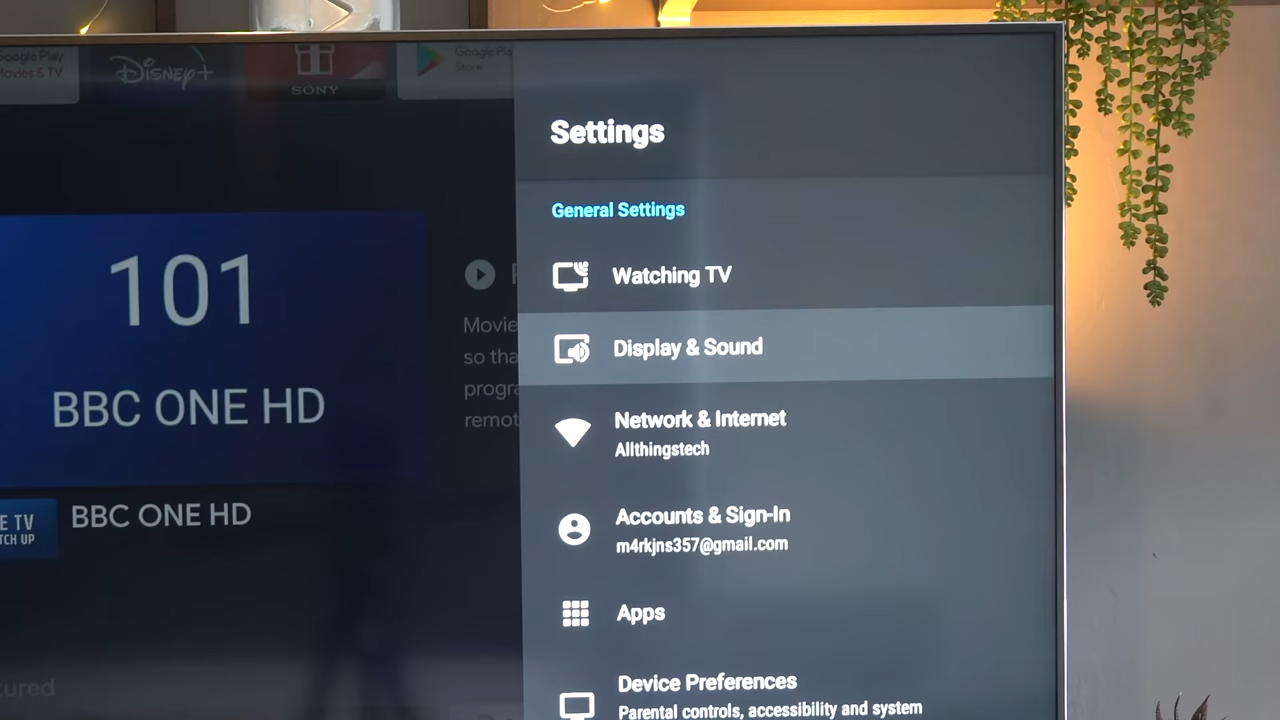 Google Play
Movies & TV
Disney+
SONY
Google Play
Store
Settings
General Settings
Watching TV
Display & Sound
Network & Internet
Allthingstech
Accounts & Sign-In
m4rkjns357@gmail.com
Apps
Device Preferences
Parental controls, accessibility and system
101
BBC ONE HD
Movie
so tha
progra
remot
E TV
TCH UP
BBC ONE HD
tured